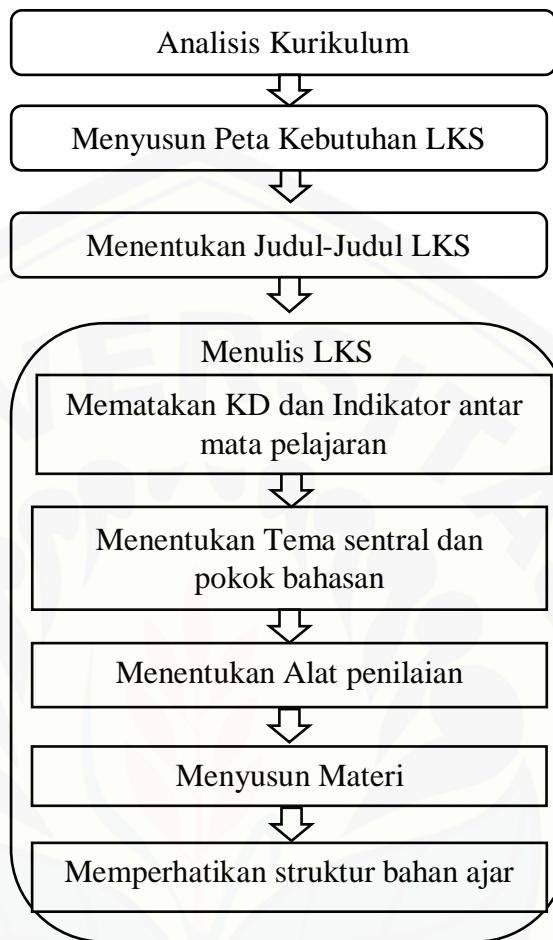 Analisis Kurikulum
Menyusun Peta Kebutuhan LKS
Menentukan Judul-Judul LKS
Menulis LKS
Mematakan KD dan Indikator antar
mata pelajaran
Menentukan Tema sentral dan
pokok bahasan
Menentukan Alat penilaian
Menyusun Materi
Memperhatikan struktur bahan ajar